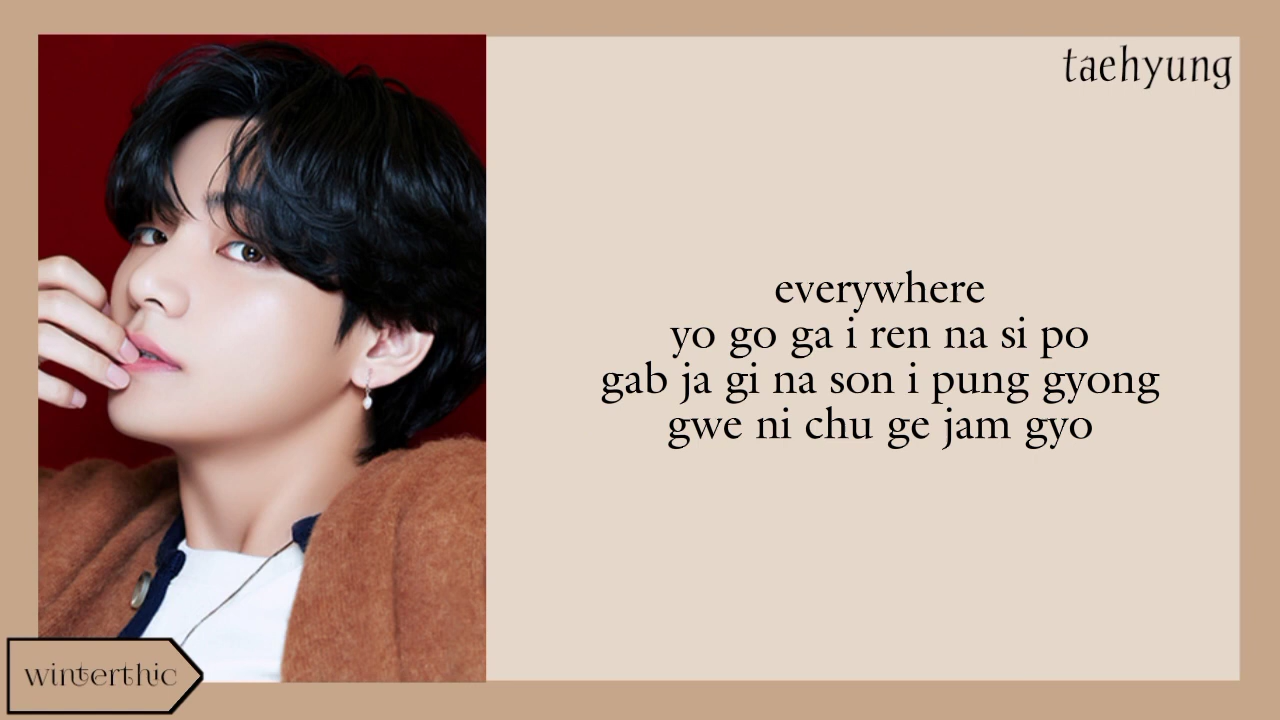 taehyung
everywhere
yo go ga i ren na si po
gab ja gi na son i pung gyong
gwe ni chu ge jam gyo
winterthic